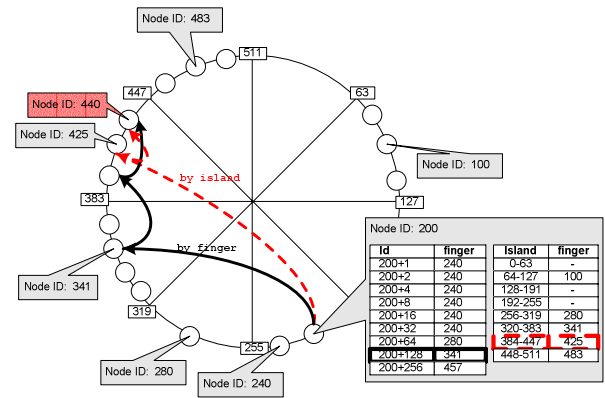 Node ID: 483
511
447
63
Node ID: 440
Node ID: 425
Node ID: 100
by island
383
127
Node ID: 200
by finger
Id finger Island finger
200+1 240 0-63 -
200+2 240 64-127 100
200+4 240 128-191 -
200+8 240 192-255 -
200+16 240 256-319 280
200+32 240 320-383 341
200+64 280 384-447 425
200+128 341 448-511 483
200+256 457
Node ID: 341
319
255
Node ID: 280
Node ID: 240